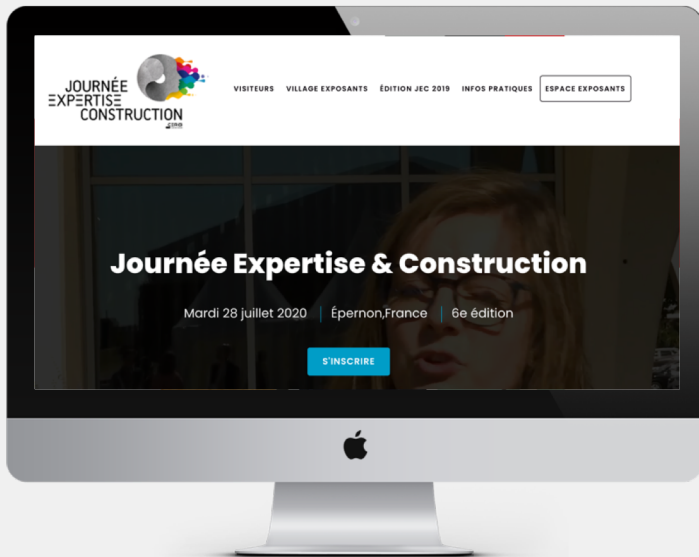 JOURNÉE
EXPERTISE
CONSTRUCTION
VISITEURS VILLAGE EXPOSANTS ÉDITION JEC 2019 INFOS PRATIQUES ESPACE EXPOSANTS
Journée Expertise & Construction
Mardi 28 juillet 2020 Épernon,France 6e édition
S'INSCRIRE